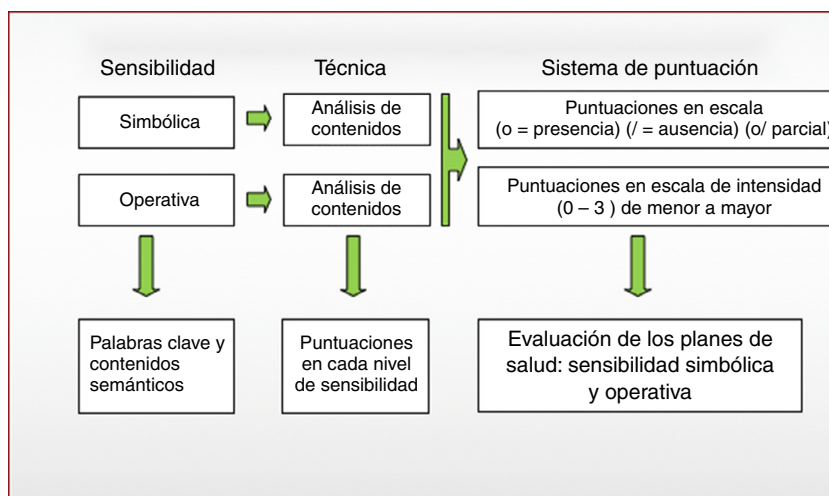 Sensibilidad
Técnica
Sistema de puntuación
Simbólica
Análisis de
contenidos
Puntuaciones en escala
(o = presencia) (/ = ausencia) (o/ parcial)
Operativa
Análisis de
contenidos
Puntuaciones en escala de intensidad
(0 – 3 ) de menor a mayor
Palabras clave y
contenidos
semánticos
Puntuaciones
en cada nivel
de sensibilidad
Evaluación de los planes de
salud: sensibilidad simbólica
y operativa